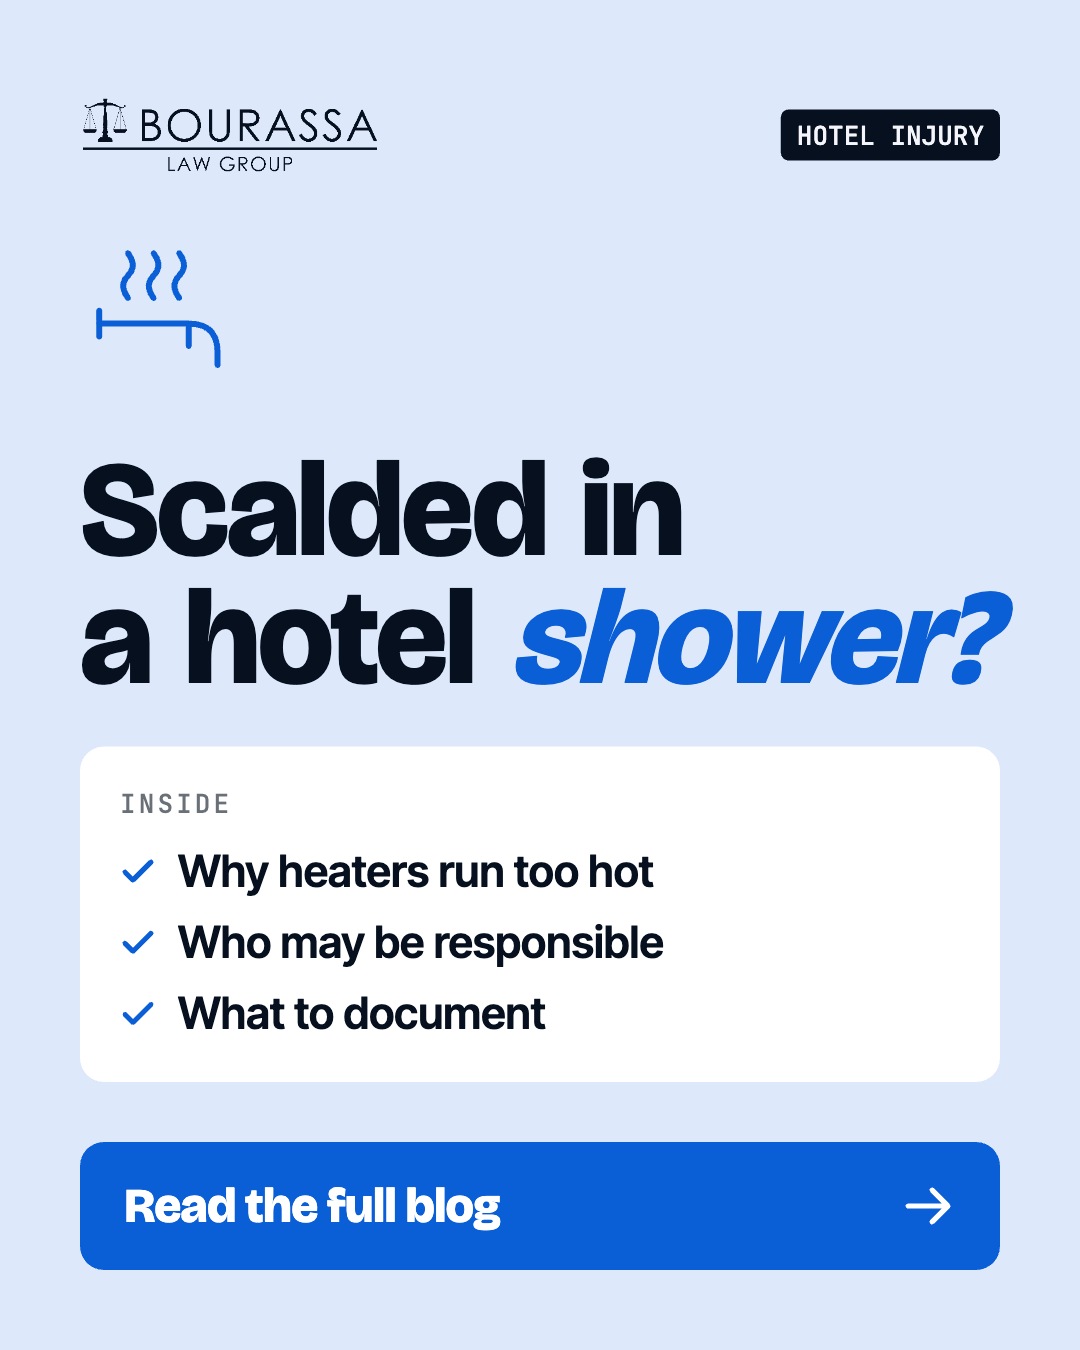 BOURASSA
LAW GROUP
HOTEL INJURY
Scalded in
a hotel shower?
INSIDE
Why heaters run too hot
Who may be responsible
What to document
Read the full blog